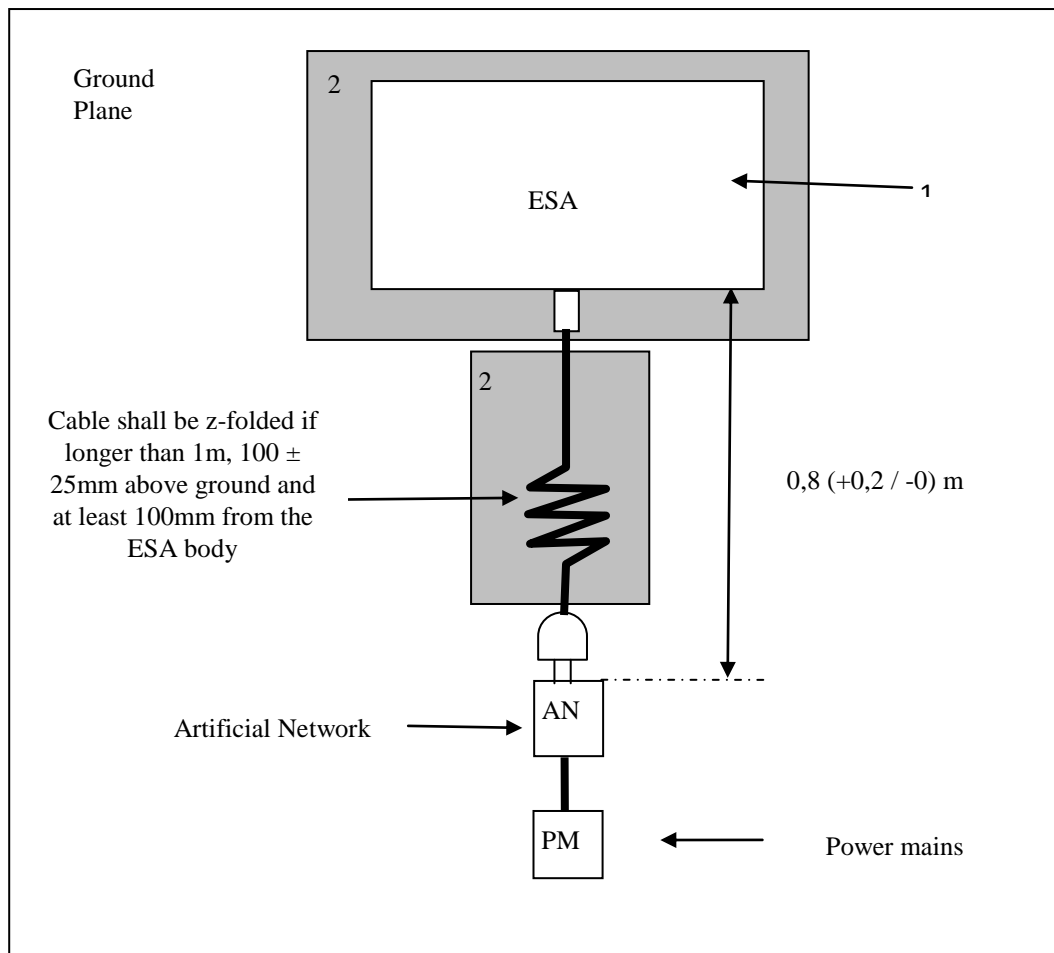 Ground
Plane
2
ESA
1
2
Cable shall be z-folded if
longer than 1m, 100 ±
25mm above ground and
at least 100mm from the
ESA body
0,8 (+0,2 / -0) m
AN
Artificial Network
PM
Power mains